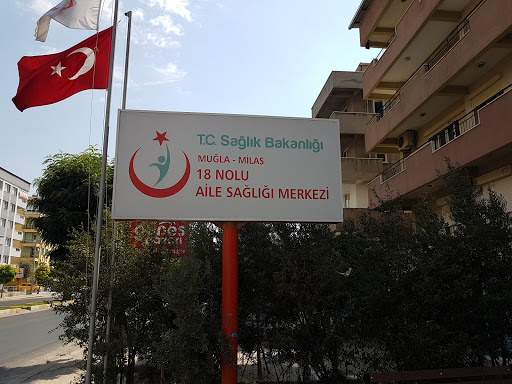 T.C. Sağlık Bakanlığı
MUĞLA - MİLAS
18 NOLU
AİLE SAĞLIĞI MERKEZİ